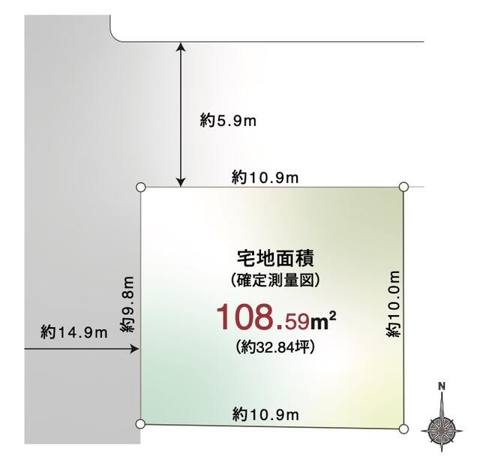 約5.9m
約10.9m
宅地面積
（確定測量図）
108.59m²
（約32.84坪）
約9.8m
約10.0m
約14.9m
約10.9m
N